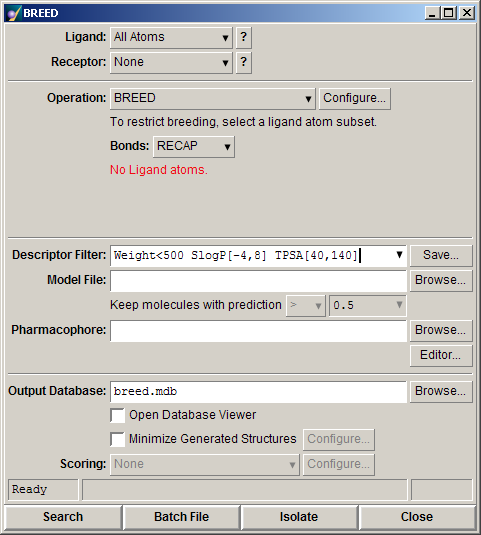 BREED
Ligand: All Atoms ?
Receptor: None ?
Operation: BREED Configure...
To restrict breeding, select a ligand atom subset.
Bonds: RECAP
No Ligand atoms.
Descriptor Filter: Weight<500 SlogP[-4,8] TPSA[40,140] Save...
Model File: Browse...
Keep molecules with prediction > 0.5
Pharmacophore: Browse...
Editor...
Output Database: breed.mdb Browse...
Open Database Viewer
Minimize Generated Structures Configure...
Scoring: None Configure...
Ready
Search Batch File Isolate Close